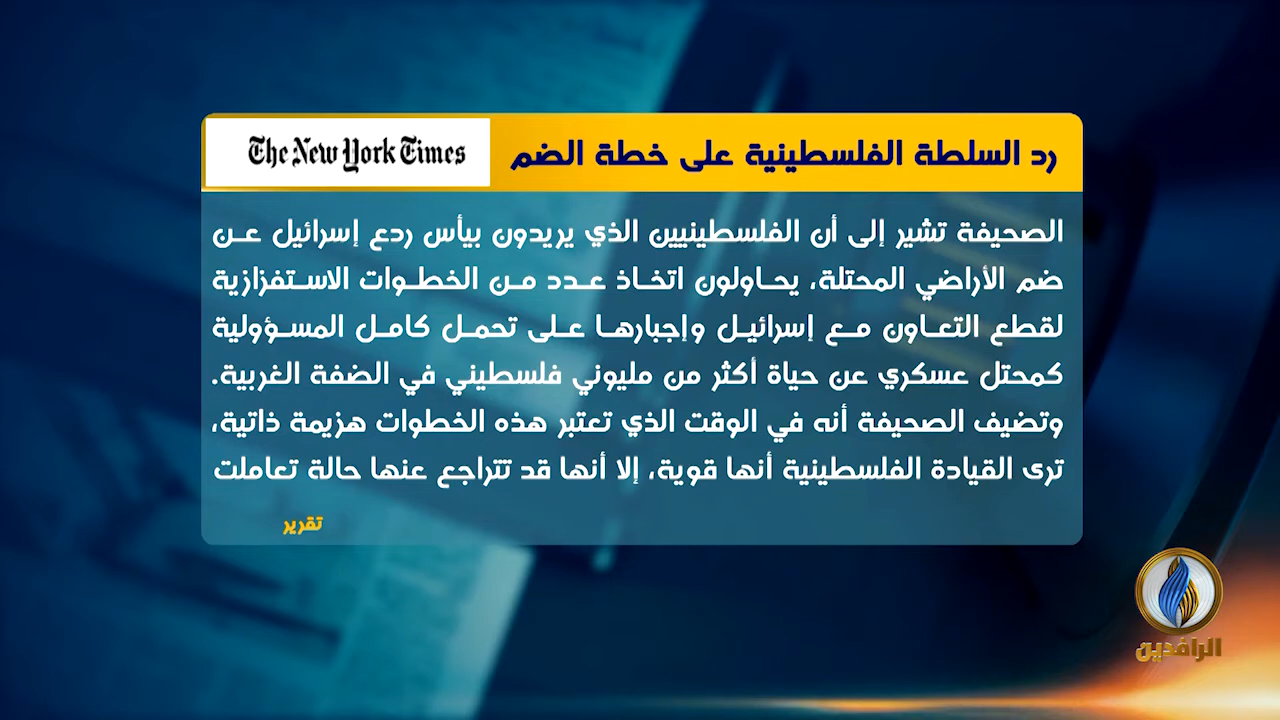 رد السلطة الفلسطينية على خطة الضم
The New York Times
الصحيفة تشير إلى أن الفلسطينيين الذي يريدون بيأس ردع إسرائيل عن
ضم الأراضي المحتلة، يحاولون اتخاذ عدد من الخطوات الاستفزازية
لقطع التعاون مع إسرائيل وإجبارها على تحمل كامل المسؤولية
كمحتل عسكري عن حياة أكثر من مليوني فلسطيني في الضفة الغربية.
وتضيف الصحيفة أنه في الوقت الذي تعتبر هذه الخطوات هزيمة ذاتية،
ترى القيادة الفلسطينية أنها قوية، إلا أنها قد تتراجع عنها حالة تعاملت
تقرير
الرافدين